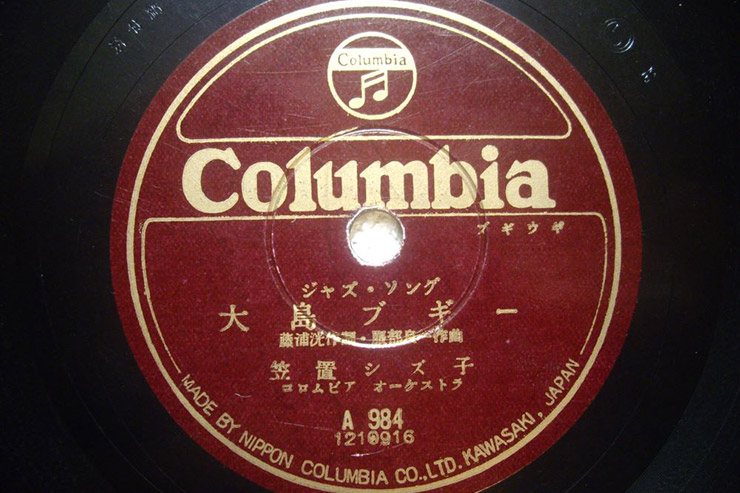 Columbia
Columbia
ブギウギ
ジャズ・ソング
大島ブギー
藤浦洸作詞・服部良一作曲
笠置シズ子
コロムビア オーケストラ
A 984
1210916
MADE BY NIPPON COLUMBIA CO., LTD. KAWASAKI, JAPAN